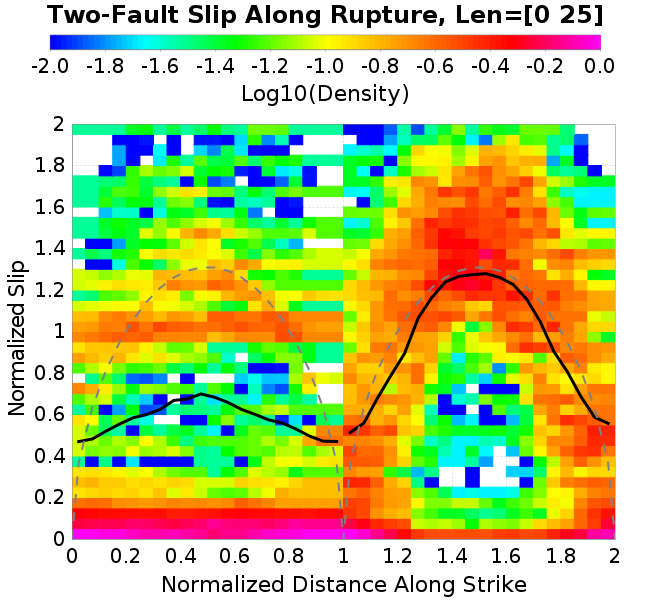 Two-Fault Slip Along Rupture, Len=[0 25]
-2.0 -1.8 -1.6 -1.4 -1.2 -1.0 -0.8 -0.6 -0.4 -0.2 0.0
Log10(Density)
2
1.8
1.6
1.4
1.2
1
0.8
0.6
0.4
0.2
0
Normalized Slip
0 0.2 0.4 0.6 0.8 1 1.2 1.4 1.6 1.8 2
Normalized Distance Along Strike